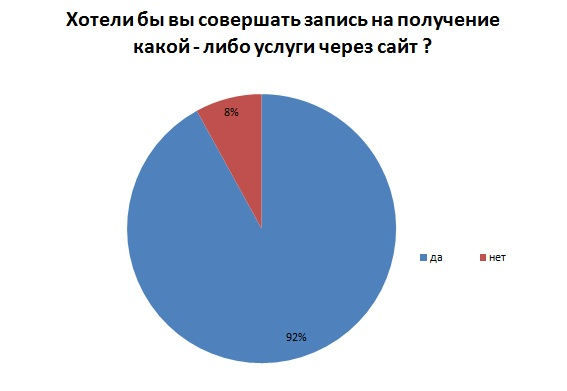 Хотели бы вы совершать запись на получение
какой - либо услуги через сайт ?
8%
да
нет
92%